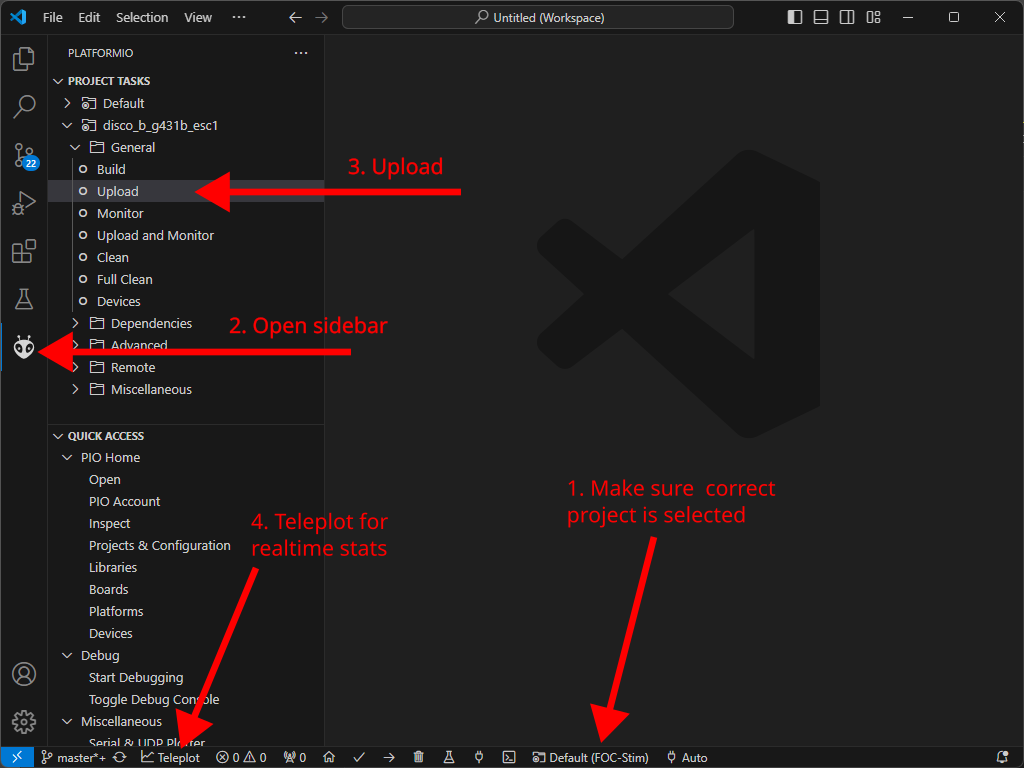 File Edit Selection View ··· Untitled (Workspace)
PLATFORMIO
PROJECT TASKS
Default
disco_b_g431b_esc1
General
Build
Upload
Monitor
Upload and Monitor
Clean
Full Clean
Devices
Dependencies
Advanced
Remote
Miscellaneous
QUICK ACCESS
PIO Home
Open
PIO Account
Inspect
Projects & Configuration
Libraries
Boards
Platforms
Devices
Debug
Start Debugging
Toggle Debug Console
Miscellaneous
Serial & UDP Plotter
22
3. Upload
2. Open sidebar
1. Make sure correct
project is selected
4. Teleplot for
realtime stats
master*+ Teleplot 0 0 0 Default (FOC-Stim) Auto